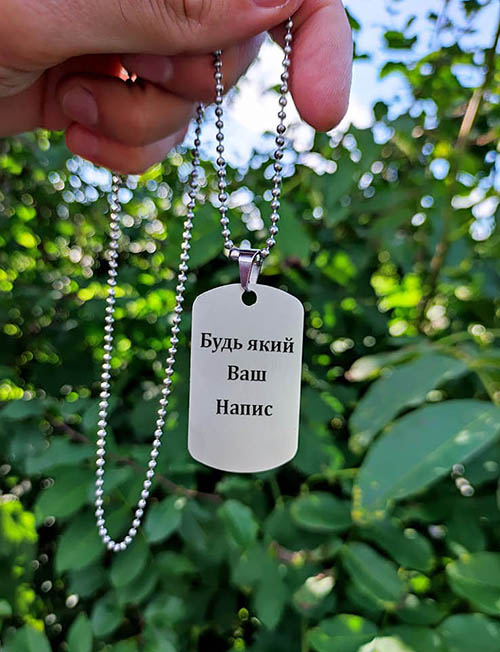 Будь який
Ваш
Напис